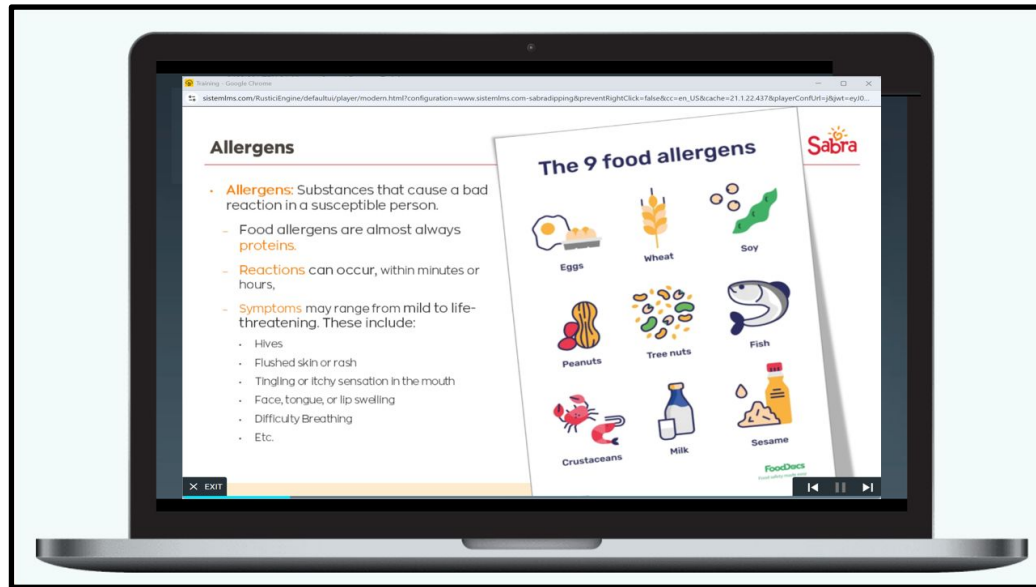 Training - Google Chrome
sistemlms.com/RusticiEngine/defaultui/player/modern.html?configuration=www.sistemlms.com-sabradipping&preventRightClick=false&cc=en_US&cache=21.1.22.437&playerConfUrl=j&jwt=eyJ0...
Allergens
Sabra
• Allergens: Substances that cause a bad
reaction in a susceptible person.
– Food allergens are almost always
proteins.
– Reactions can occur, within minutes or
hours,
– Symptoms may range from mild to life-
threatening. These include:
• Hives
• Flushed skin or rash
• Tingling or itchy sensation in the mouth
• Face, tongue, or lip swelling
• Difficulty Breathing
• Etc.
The 9 food allergens
Eggs
Wheat
Soy
Peanuts
Tree nuts
Fish
Crustaceans
Milk
Sesame
FoodDocs
Food safety made easy
EXIT